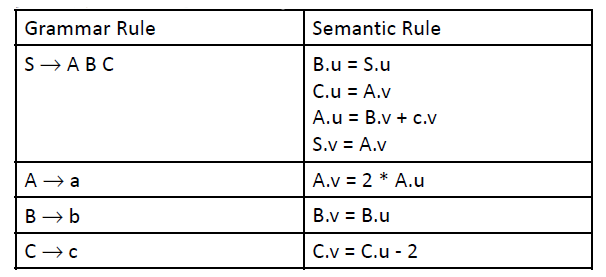 Grammar Rule Semantic Rule
S → A B C B.u = S.u
C.u = A.v
A.u = B.v + c.v
S.v = A.v
A → a A.v = 2 * A.u
B → b B.v = B.u
C → c C.v = C.u - 2